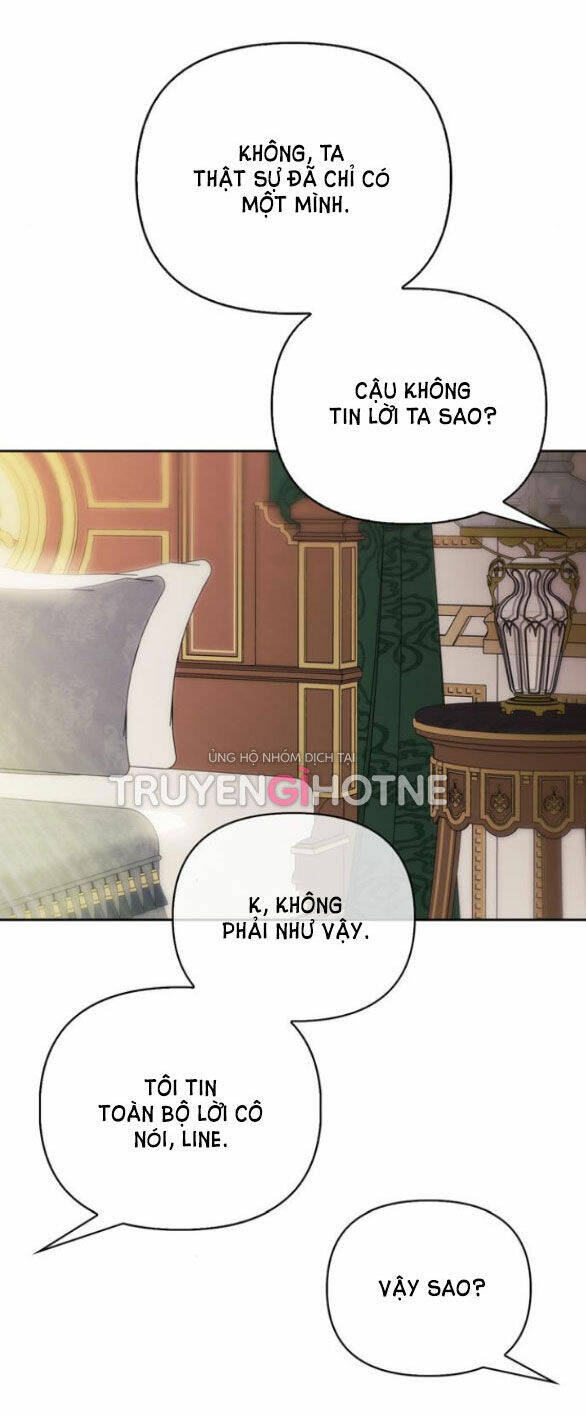 KHÔNG, TA
THẬT SỰ ĐÃ CHỈ CÓ
MỘT MÌNH.
CẬU KHÔNG
TIN LỜI TA SAO?
ỦNG HỘ NHÓM DỊCH TẠI
TRUYENGIHOTNE
K, KHÔNG
PHẢI NHƯ VẬY.
TÔI TIN
TOÀN BỘ LỜI CÔ
NÓI, LINE.
VẬY SAO?